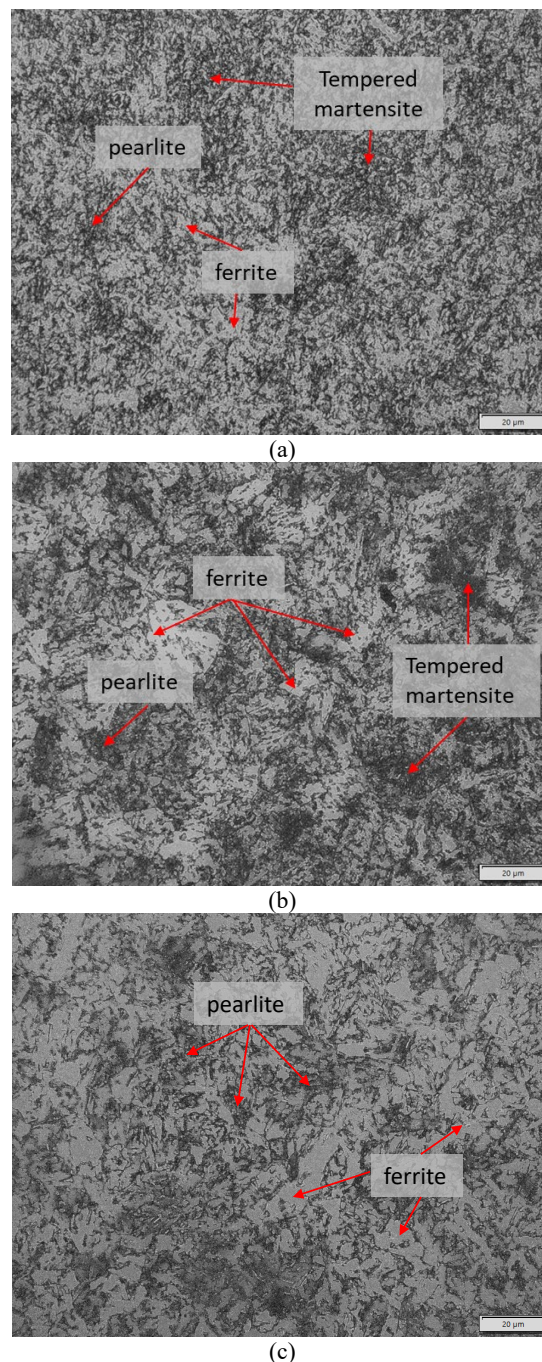 Tempered
martensite
pearlite
ferrite
20 µm
(a)
ferrite
pearlite
Tempered
martensite
20 µm
(b)
pearlite
ferrite
20 µm
(c)